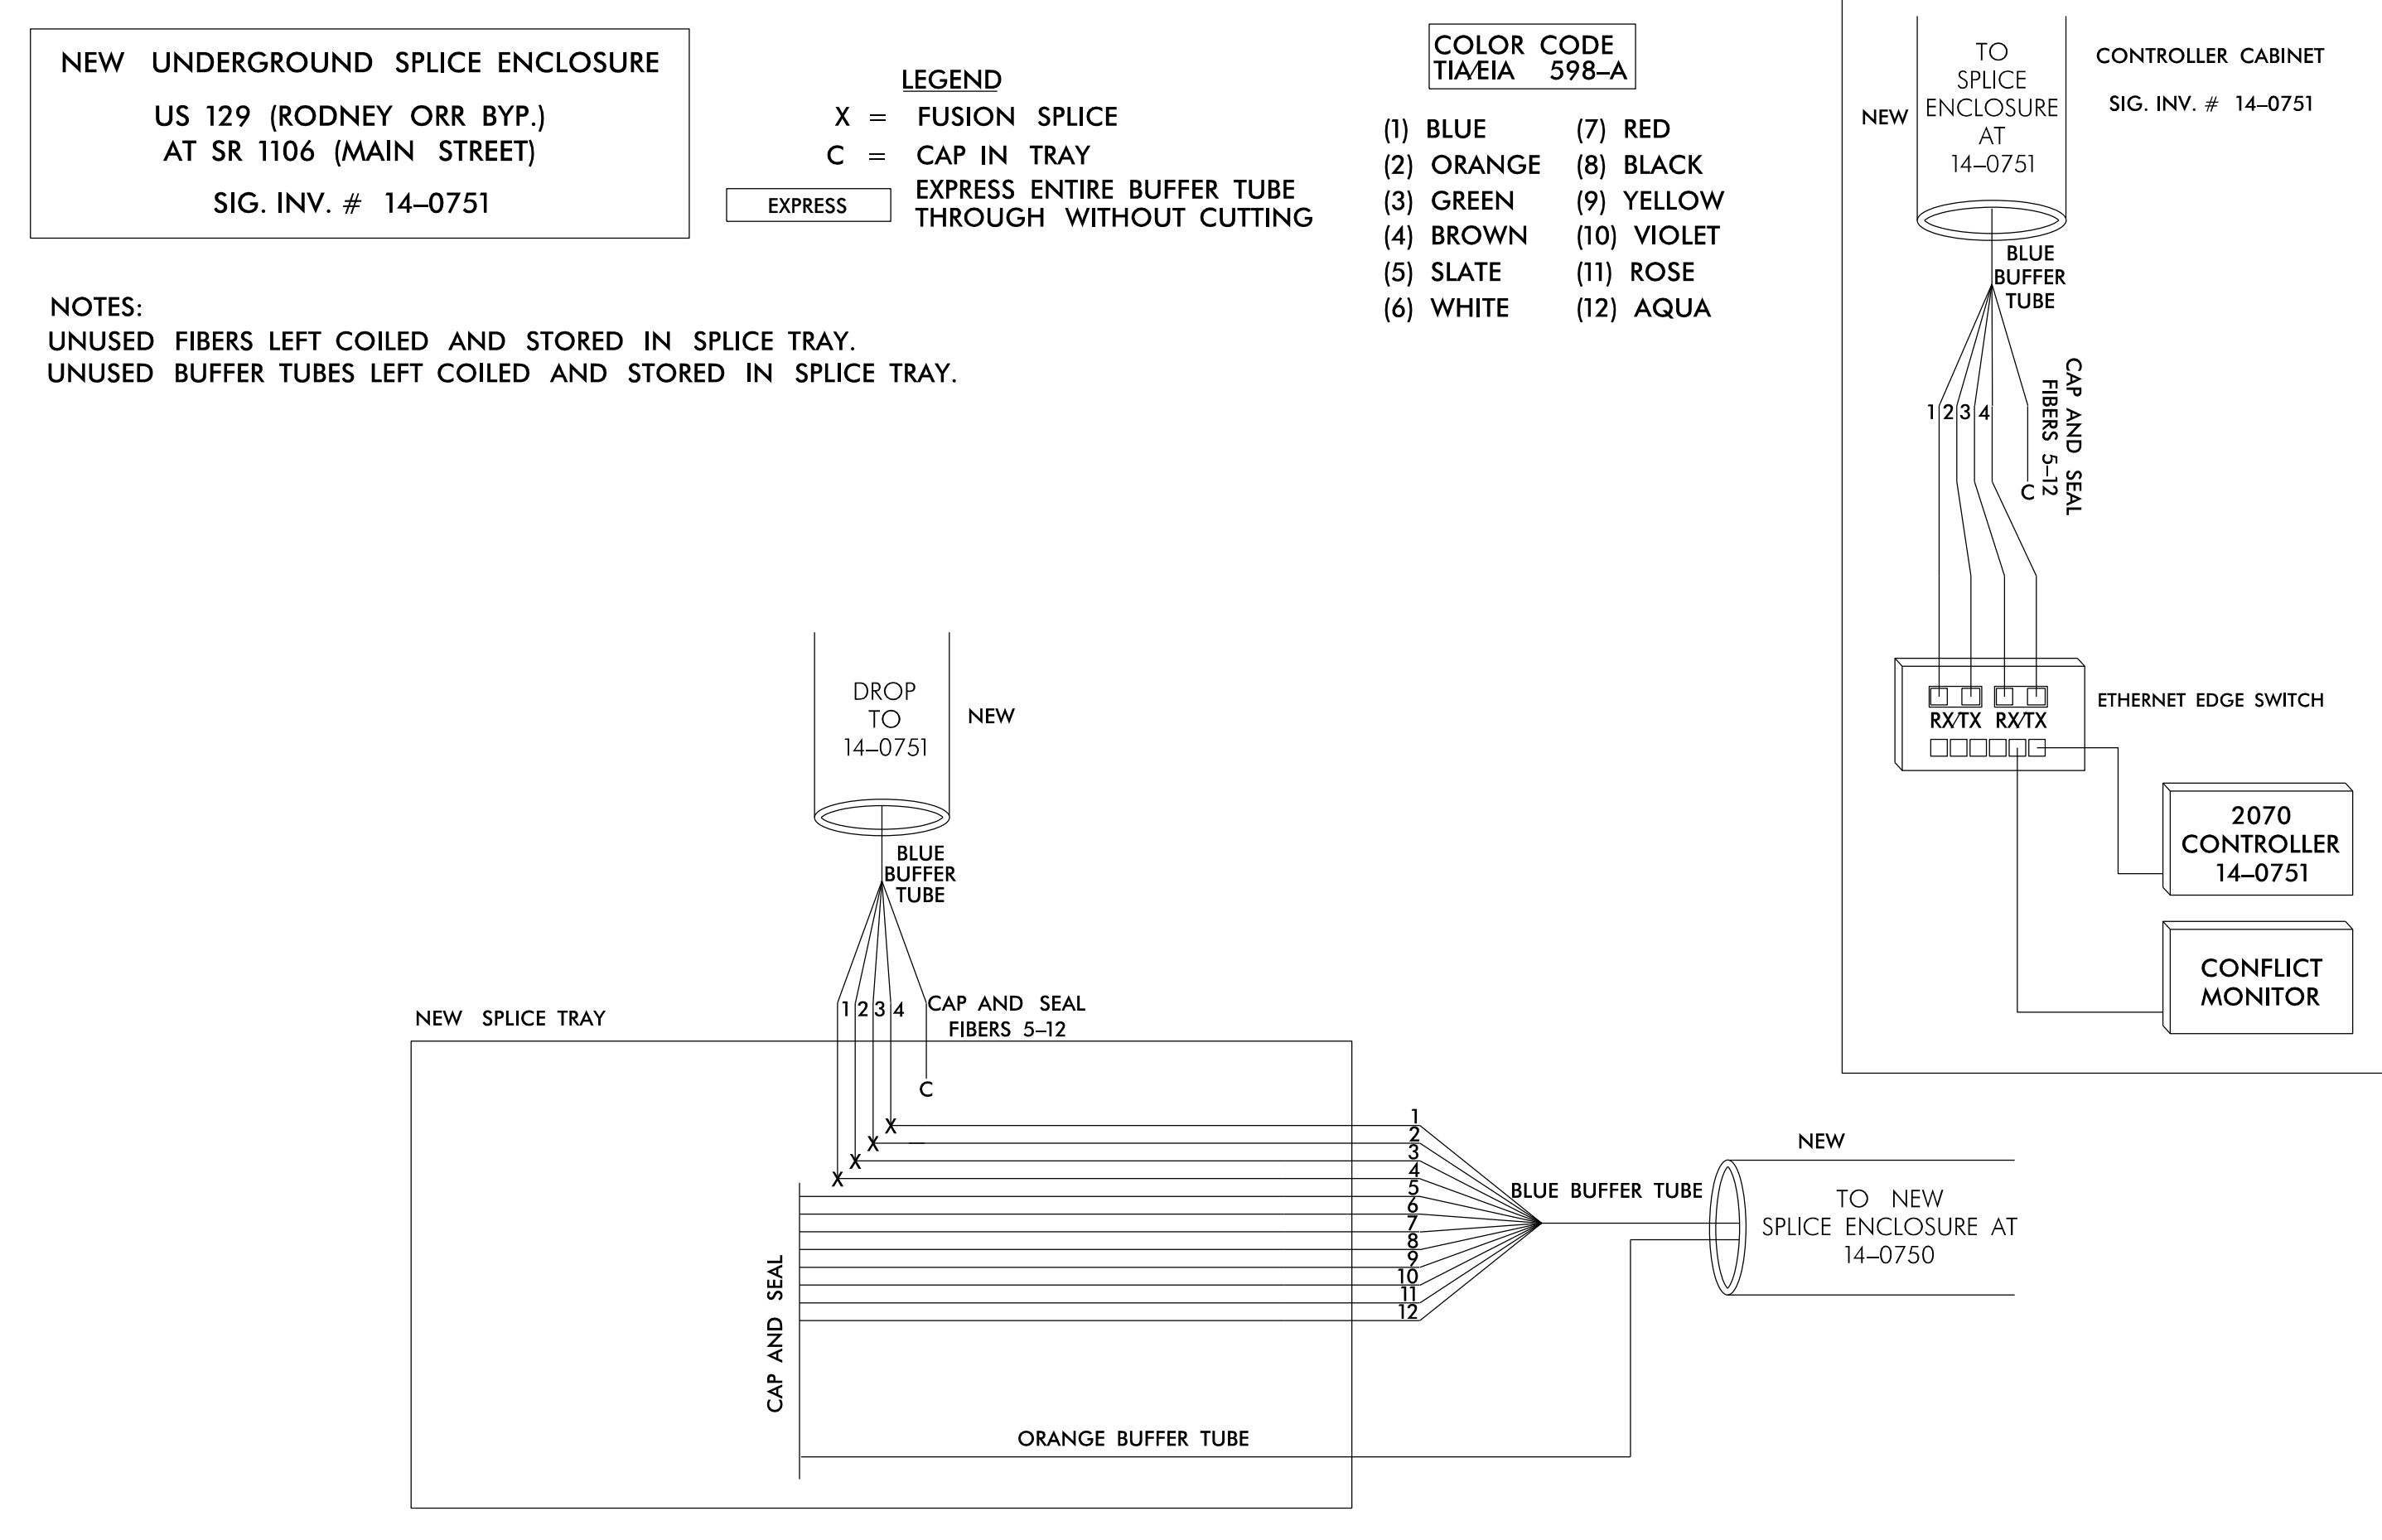 NEW UNDERGROUND SPLICE ENCLOSURE
US 129 (RODNEY ORR BYP.)
AT SR 1106 (MAIN STREET)
SIG. INV. # 14-0751
NOTES:
UNUSED FIBERS LEFT COILED AND STORED IN SPLICE TRAY.
UNUSED BUFFER TUBES LEFT COILED AND STORED IN SPLICE TRAY.
LEGEND
X = FUSION SPLICE
C = CAP IN TRAY
EXPRESS
EXPRESS ENTIRE BUFFER TUBE
THROUGH WITHOUT CUTTING
COLOR CODE
TIA/EIA 598-A
(1) BLUE
(2) ORANGE
(3) GREEN
(4) BROWN
(5) SLATE
(6) WHITE
(7) RED
(8) BLACK
(9) YELLOW
(10) VIOLET
(11) ROSE
(12) AQUA
CONTROLLER CABINET
SIG. INV. # 14-0751
NEW
TO
SPLICE
ENCLOSURE
AT
14-0751
BLUE
BUFFER
TUBE
1 2 3 4
CAP AND SEAL
FIBERS 5-12
C
ETHERNET EDGE SWITCH
RX/TX RX/TX
2070
CONTROLLER
14-0751
CONFLICT
MONITOR
DROP
TO
14-0751
NEW
BLUE
BUFFER
TUBE
1 2 3 4
CAP AND SEAL
FIBERS 5-12
NEW SPLICE TRAY
C
X
X
X
X
1
2
3
4
5
6
7
8
9
10
11
12
CAP AND SEAL
BLUE BUFFER TUBE
NEW
TO NEW
SPLICE ENCLOSURE AT
14-0750
ORANGE BUFFER TUBE